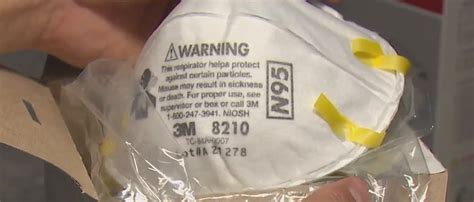 WARNING
This respirator helps protect
against certain particles.
Misuse may result in sickness
or death. For proper use, see
supervisor or box or call 3M
1-800-247-3941. NIOSH
N95
3M 8210